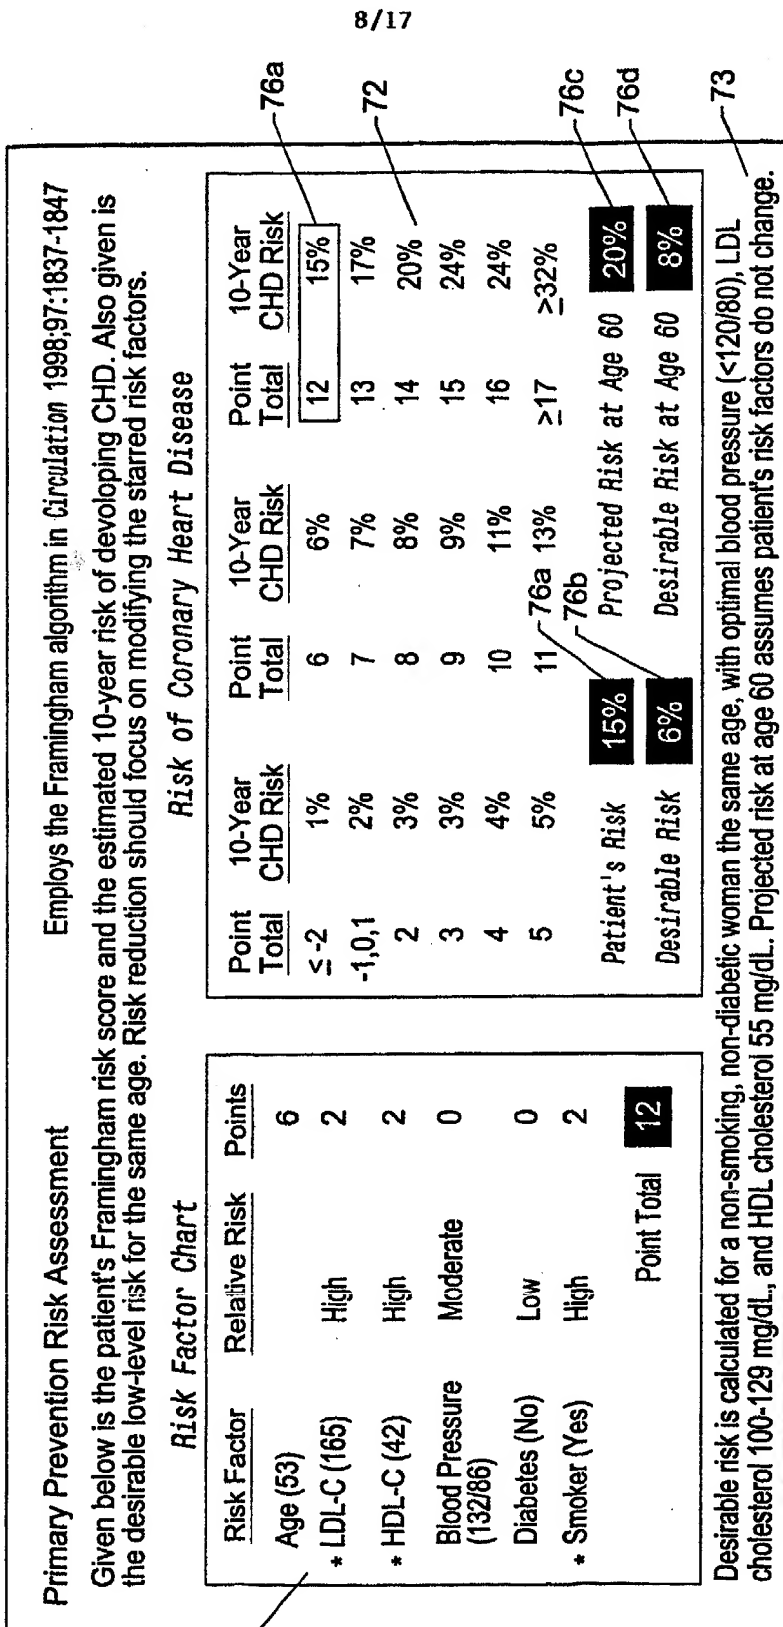 8/17
Primary Prevention Risk Assessment Employs the Framingham algorithm in Circulation 1998;97:1837-1847
Given below is the patient's Framingham risk score and the estimated 10-year risk of devoloping CHD. Also given is
the desirable low-level risk for the same age. Risk reduction should focus on modifying the starred risk factors.
Risk Factor Chart
Risk Factor Relative Risk Points
Age (53) 6
* LDL-C (165) High 2
* HDL-C (42) High 2
Blood Pressure Moderate 0
(132/86)
Diabetes (No) Low 0
* Smoker (Yes) High 2
Point Total 12
Risk of Coronary Heart Disease
Point 10-Year Point 10-Year Point 10-Year
Total CHD Risk Total CHD Risk Total CHD Risk
≤-2 1% 6 6% 12 15%
-1,0,1 2% 7 7% 13 17%
2 3% 8 8% 14 20%
3 3% 9 9% 15 24%
4 4% 10 11% 16 24%
5 5% 11 13% ≥17 ≥32%
Patient's Risk 15% Projected Risk at Age 60 20%
Desirable Risk 6% Desirable Risk at Age 60 8%
76a
72
76a
76b
76c
76d
73
Desirable risk is calculated for a non-smoking, non-diabetic woman the same age, with optimal blood pressure (<120/80), LDL
cholesterol 100-129 mg/dL, and HDL cholesterol 55 mg/dL. Projected risk at age 60 assumes patient's risk factors do not change.